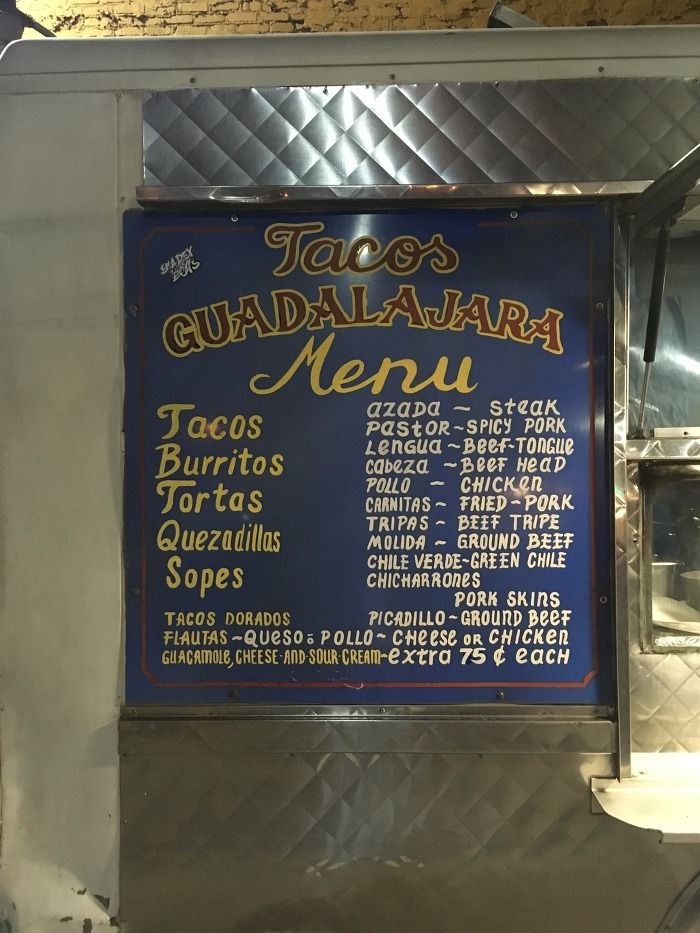 SHADEY BOYS
Tacos
GUADALAJARA
Menu
Tacos
Burritos
Tortas
Quezadillas
Sopes
azada ~ steak
Pastor~SPICY PORK
Lengua ~ Beef-Tongue
Cabeza ~ BEEF HEAD
POLLO – CHICKEN
CARNITAS ~ FRIED-PORK
TRIPAS – BEEF TRIPE
MOLIDA – GROUND BEEF
CHILE VERDE-GREEN CHILE
CHICHARRONES
PORK SKINS
TACOS DORADOS PICADILLO-GROUND BEEF
FLAUTAS ~QUESO o POLLO~ CHEESE OR CHICKEN
GUACAMOLE, CHEESE-AND-SOUR-CREAM-extra 75 ¢ each